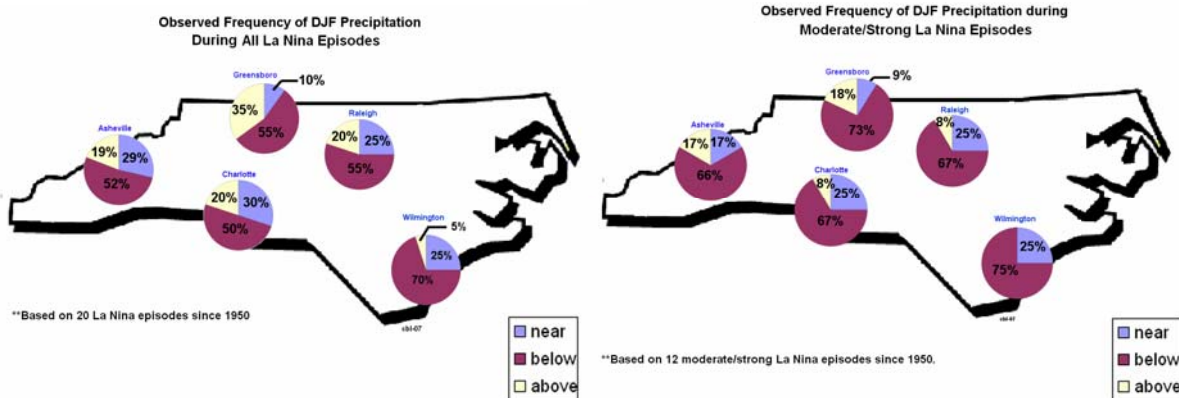 Observed Frequency of DJF Precipitation
During All La Nina Episodes
Greensboro
10%
35%
55%
Raleigh
20%
25%
55%
Asheville
19%
29%
52%
Charlotte
20%
30%
50%
Wilmington
5%
25%
70%
**Based on 20 La Nina episodes since 1950
cbl-07
near
below
above
Observed Frequency of DJF Precipitation during
Moderate/Strong La Nina Episodes
Greensboro
9%
18%
73%
Raleigh
8%
25%
67%
Asheville
17%
17%
66%
Charlotte
8%
25%
67%
Wilmington
25%
75%
**Based on 12 moderate/strong La Nina episodes since 1950.
cbl-07
near
below
above